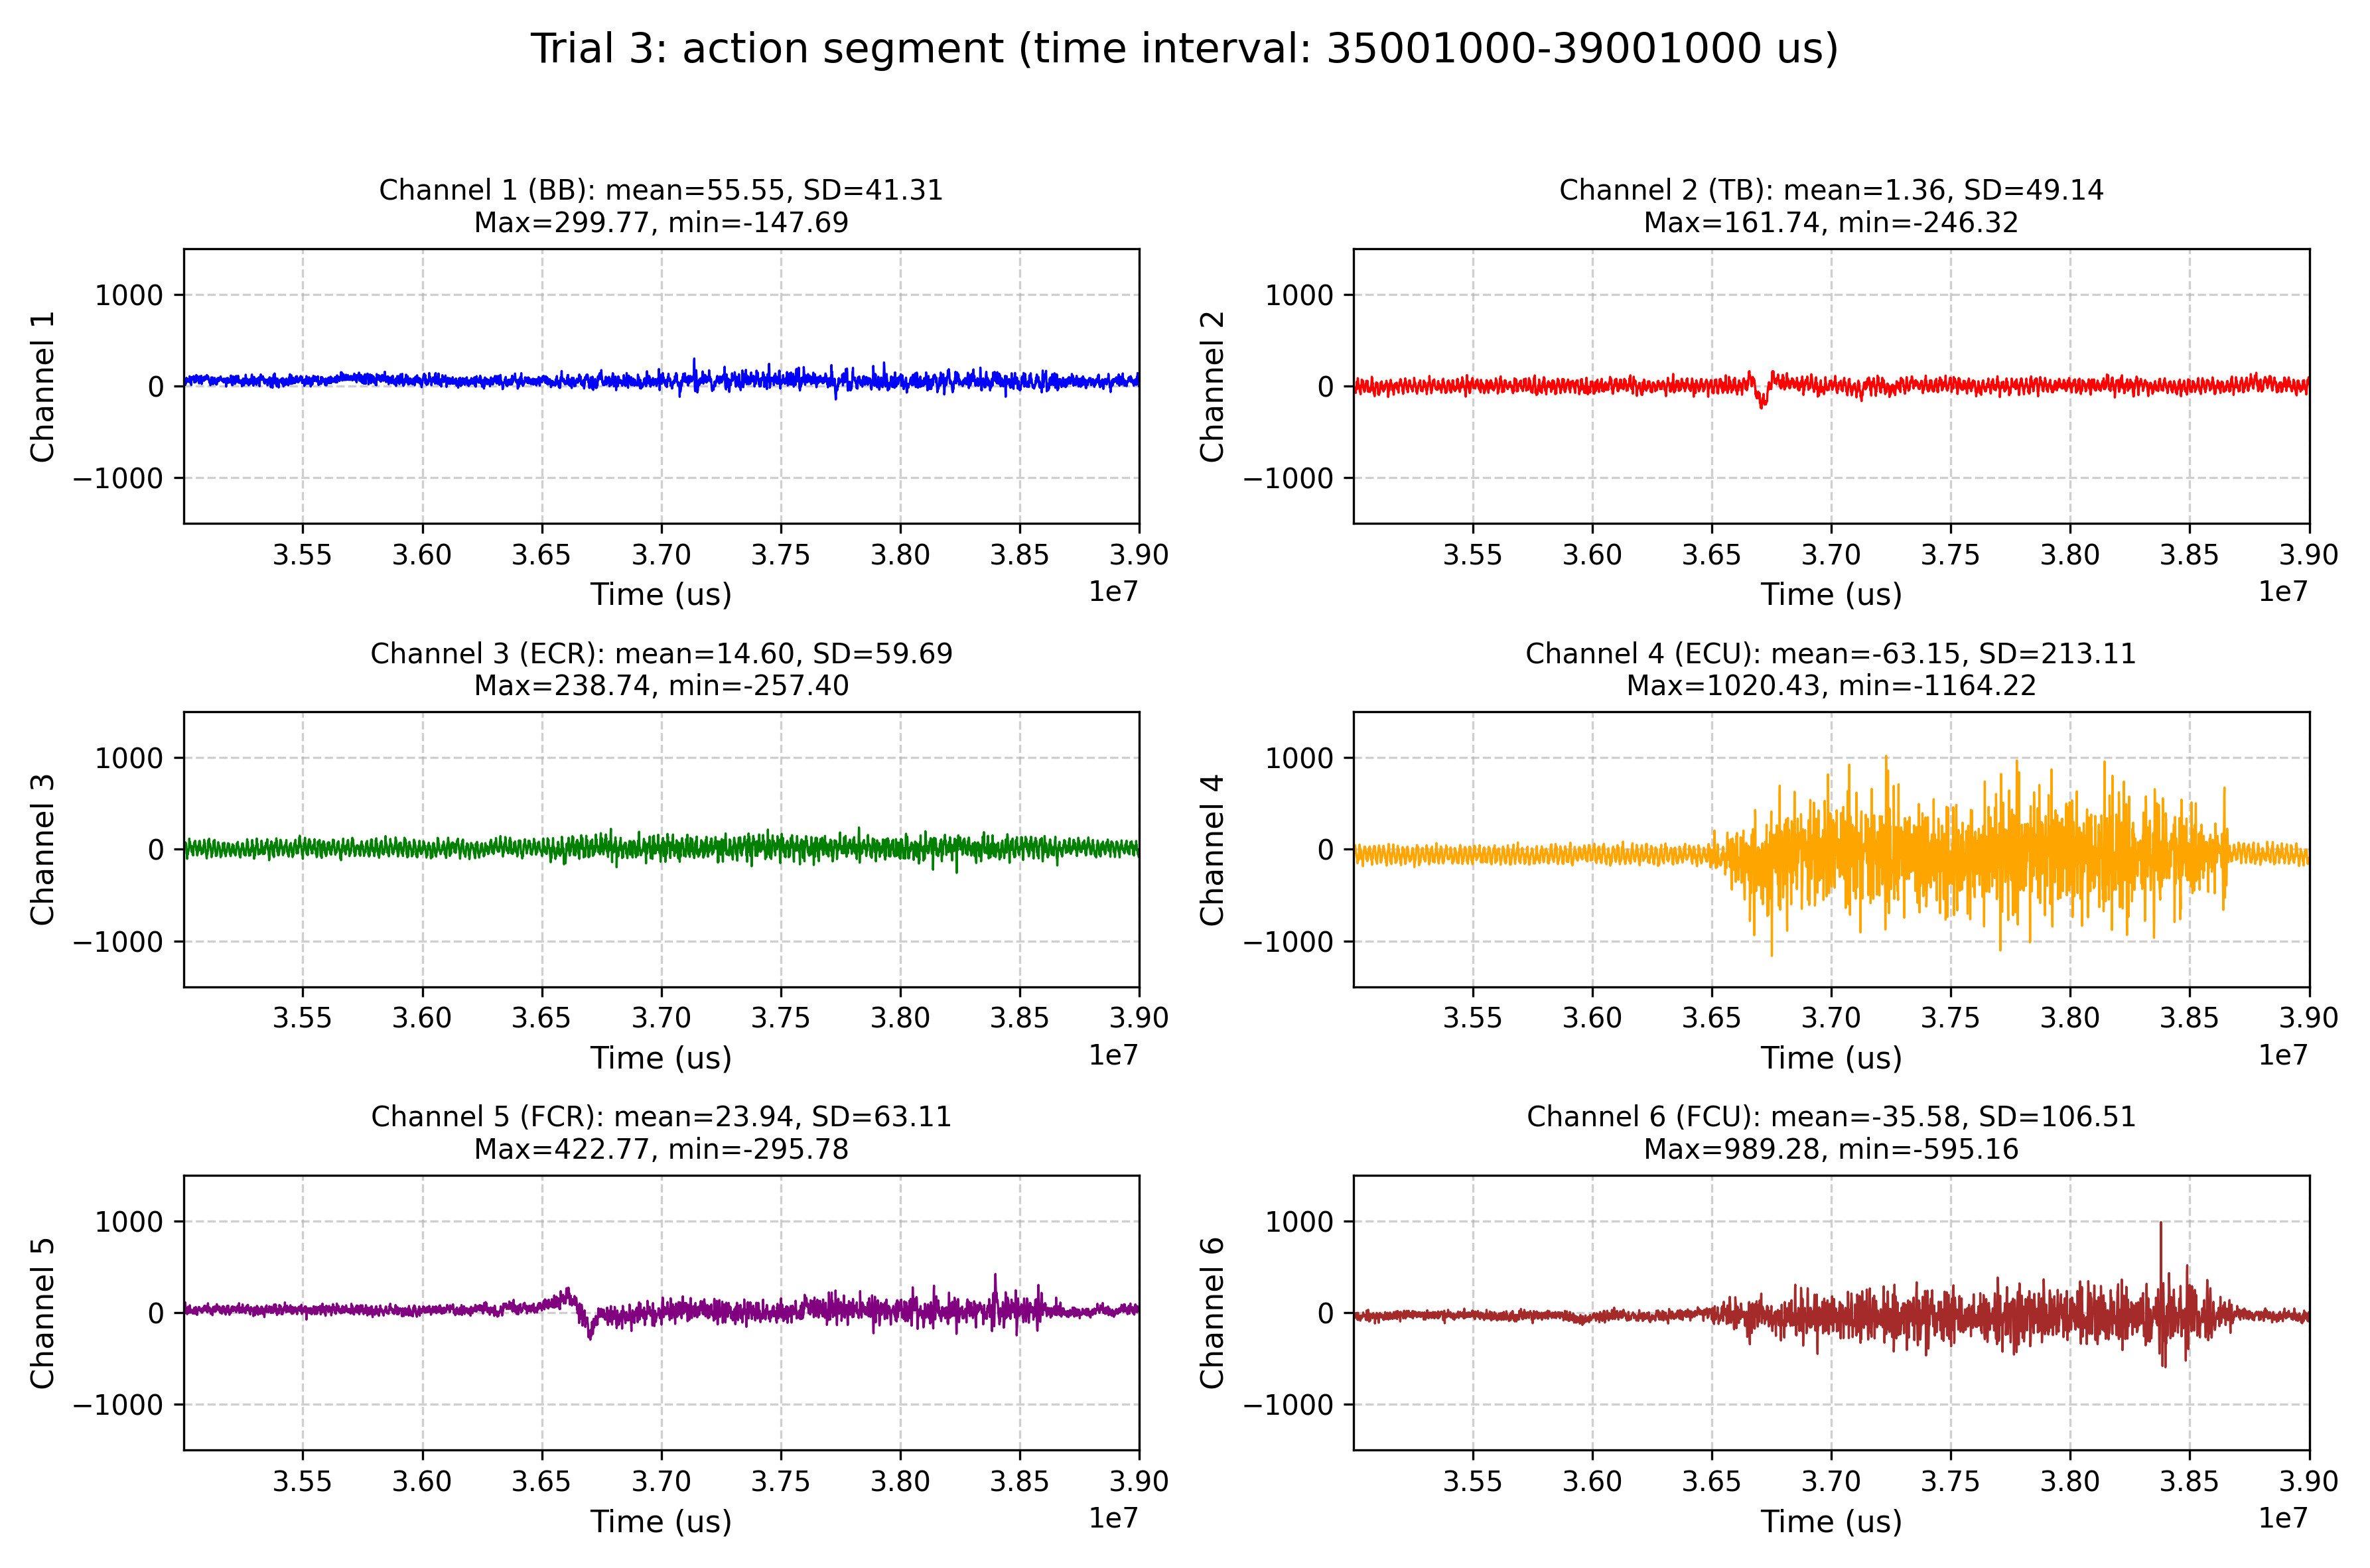 Trial 3: action segment (time interval: 35001000-39001000 us)
Channel 1 (BB): mean=55.55, SD=41.31
Max=299.77, min=-147.69
Channel 1
1000
0
−1000
3.55 3.60 3.65 3.70 3.75 3.80 3.85 3.90
Time (us)
1e7
Channel 2 (TB): mean=1.36, SD=49.14
Max=161.74, min=-246.32
Channel 2
1000
0
−1000
3.55 3.60 3.65 3.70 3.75 3.80 3.85 3.90
Time (us)
1e7
Channel 3 (ECR): mean=14.60, SD=59.69
Max=238.74, min=-257.40
Channel 3
1000
0
−1000
3.55 3.60 3.65 3.70 3.75 3.80 3.85 3.90
Time (us)
1e7
Channel 4 (ECU): mean=-63.15, SD=213.11
Max=1020.43, min=-1164.22
Channel 4
1000
0
−1000
3.55 3.60 3.65 3.70 3.75 3.80 3.85 3.90
Time (us)
1e7
Channel 5 (FCR): mean=23.94, SD=63.11
Max=422.77, min=-295.78
Channel 5
1000
0
−1000
3.55 3.60 3.65 3.70 3.75 3.80 3.85 3.90
Time (us)
1e7
Channel 6 (FCU): mean=-35.58, SD=106.51
Max=989.28, min=-595.16
Channel 6
1000
0
−1000
3.55 3.60 3.65 3.70 3.75 3.80 3.85 3.90
Time (us)
1e7